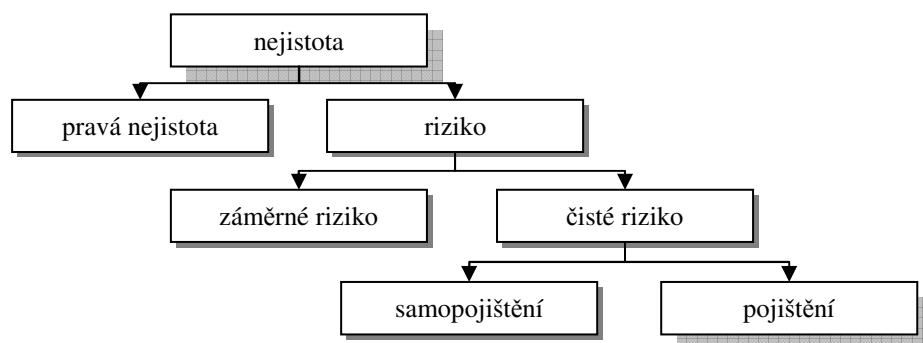 nejistota
pravá nejistota
riziko
záměrné riziko
čisté riziko
samopojištění
pojištění